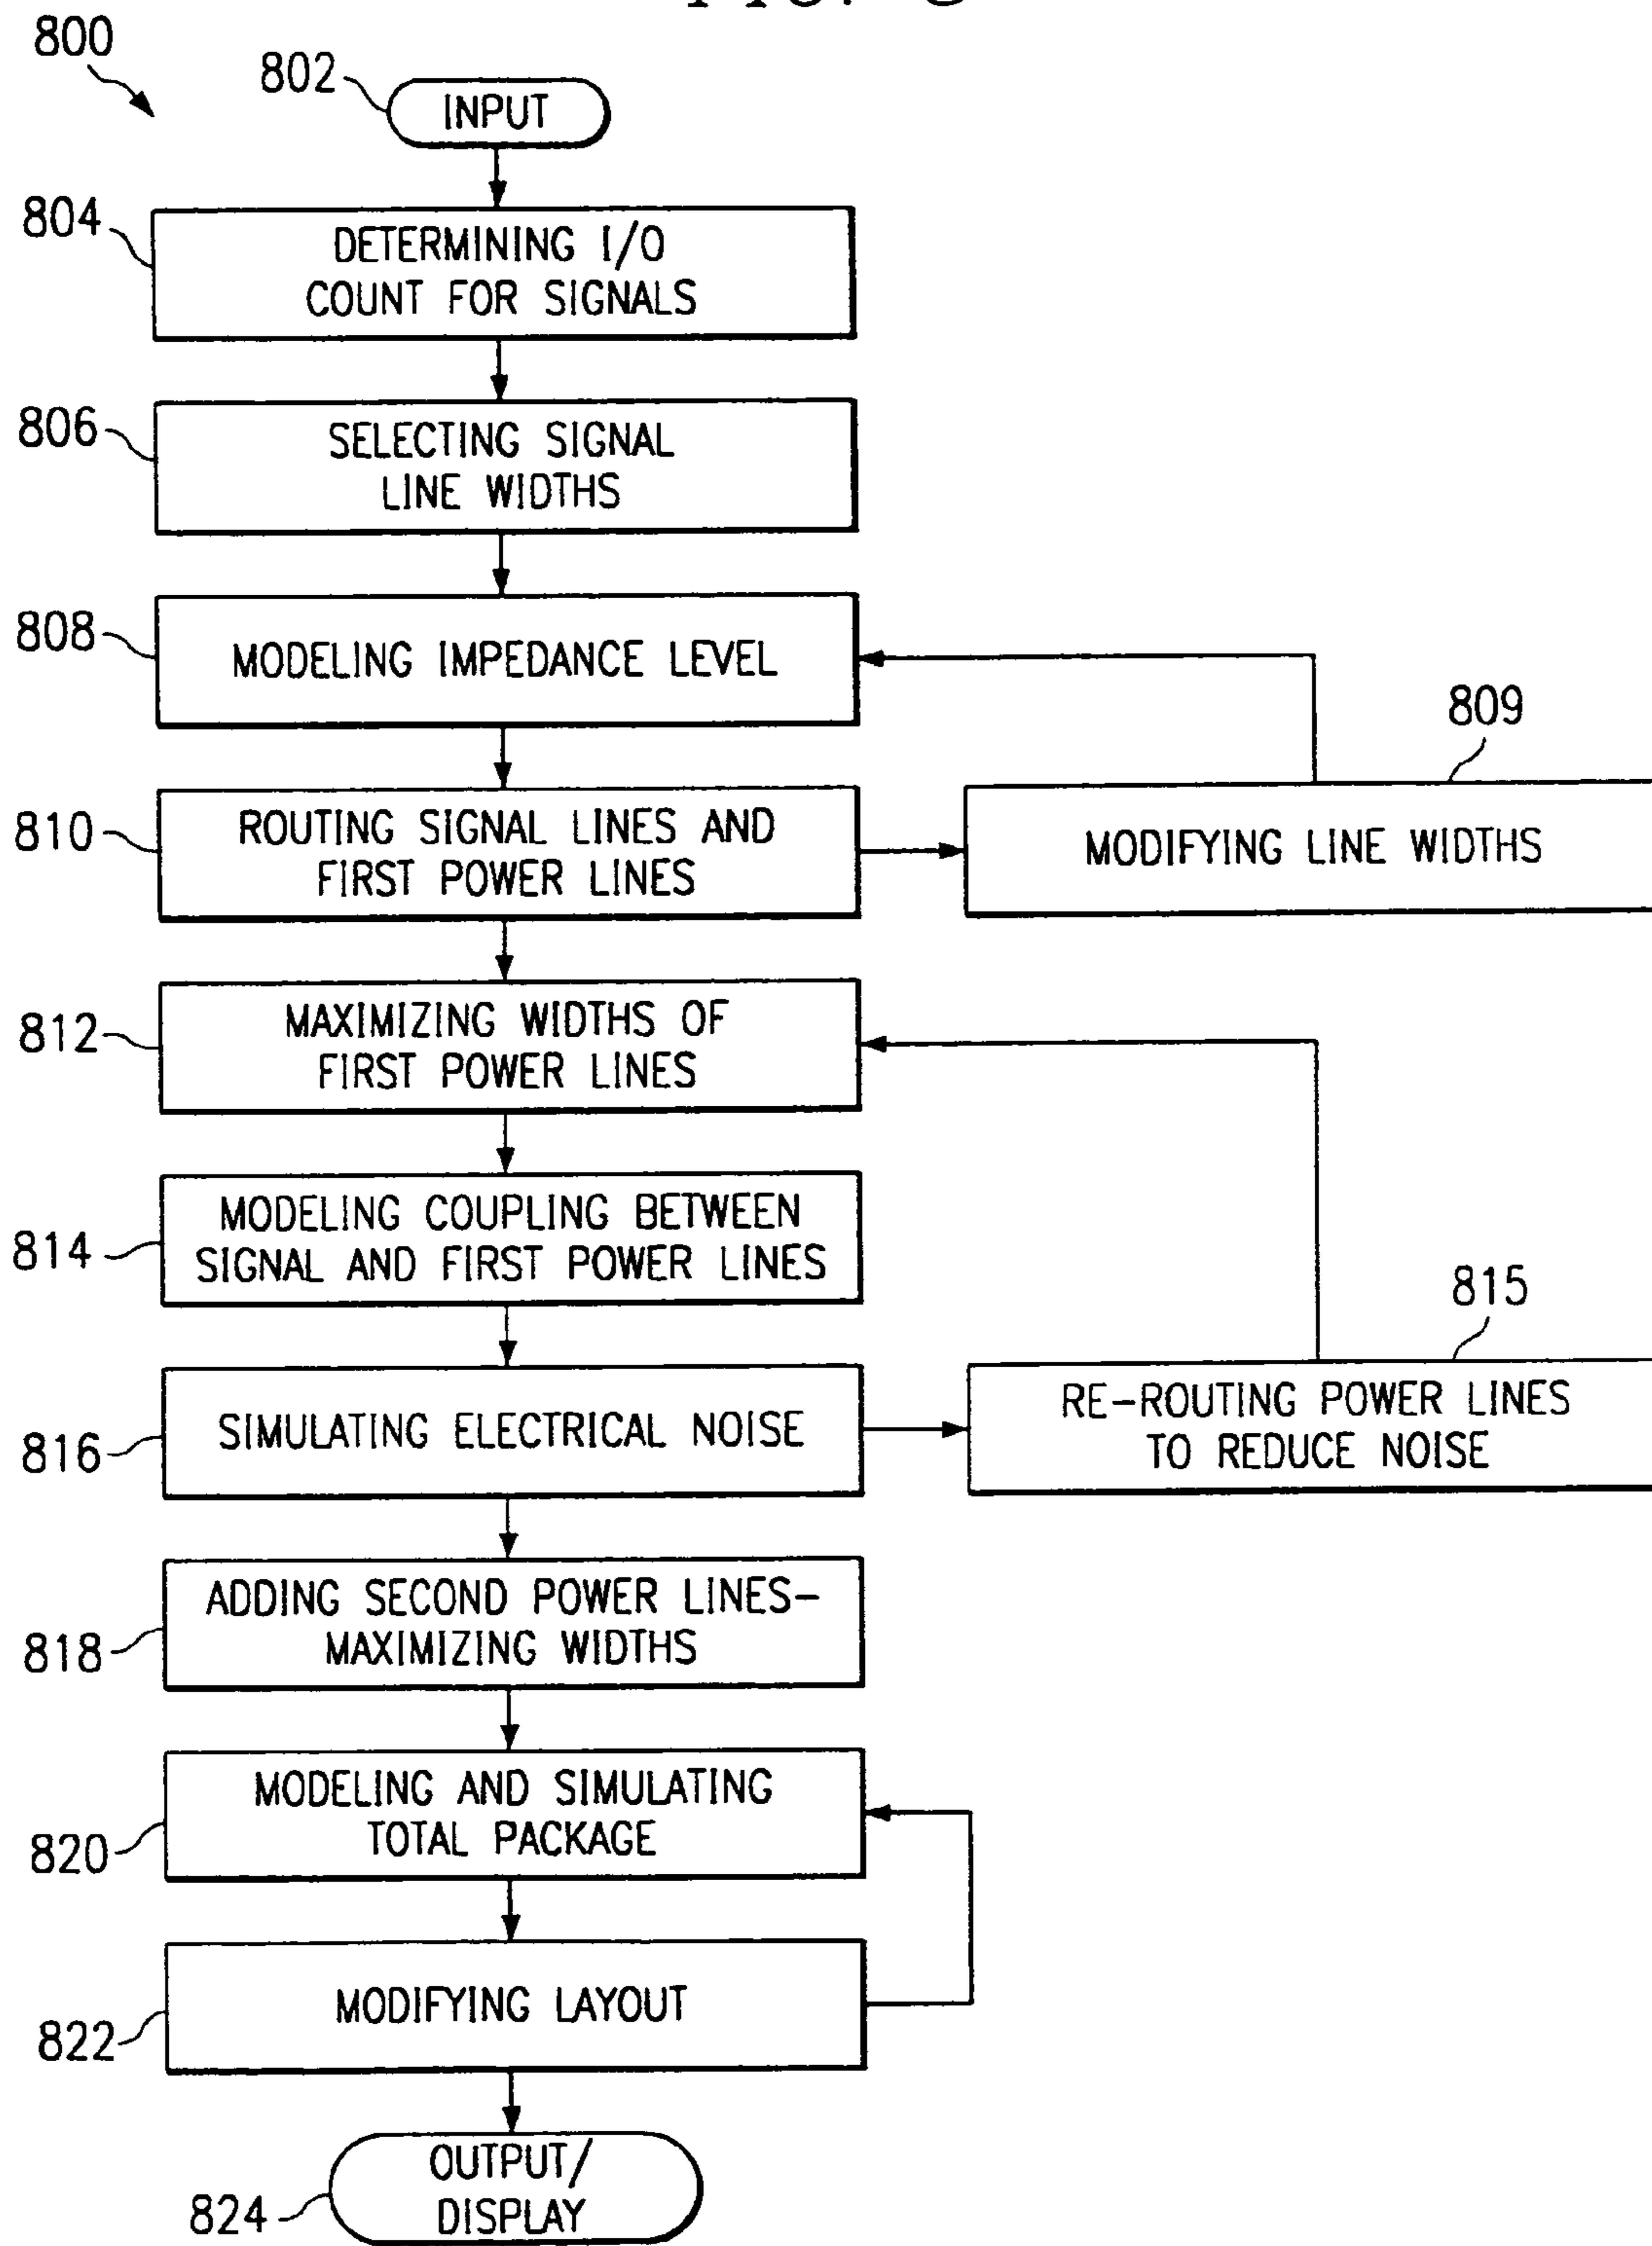 800
802
INPUT
804
DETERMINING I/O
COUNT FOR SIGNALS
806
SELECTING SIGNAL
LINE WIDTHS
808
MODELING IMPEDANCE LEVEL
809
810
ROUTING SIGNAL LINES AND
FIRST POWER LINES
MODIFYING LINE WIDTHS
812
MAXIMIZING WIDTHS OF
FIRST POWER LINES
814
MODELING COUPLING BETWEEN
SIGNAL AND FIRST POWER LINES
815
816
SIMULATING ELECTRICAL NOISE
RE-ROUTING POWER LINES
TO REDUCE NOISE
818
ADDING SECOND POWER LINES-
MAXIMIZING WIDTHS
820
MODELING AND SIMULATING
TOTAL PACKAGE
822
MODIFYING LAYOUT
824
OUTPUT/
DISPLAY